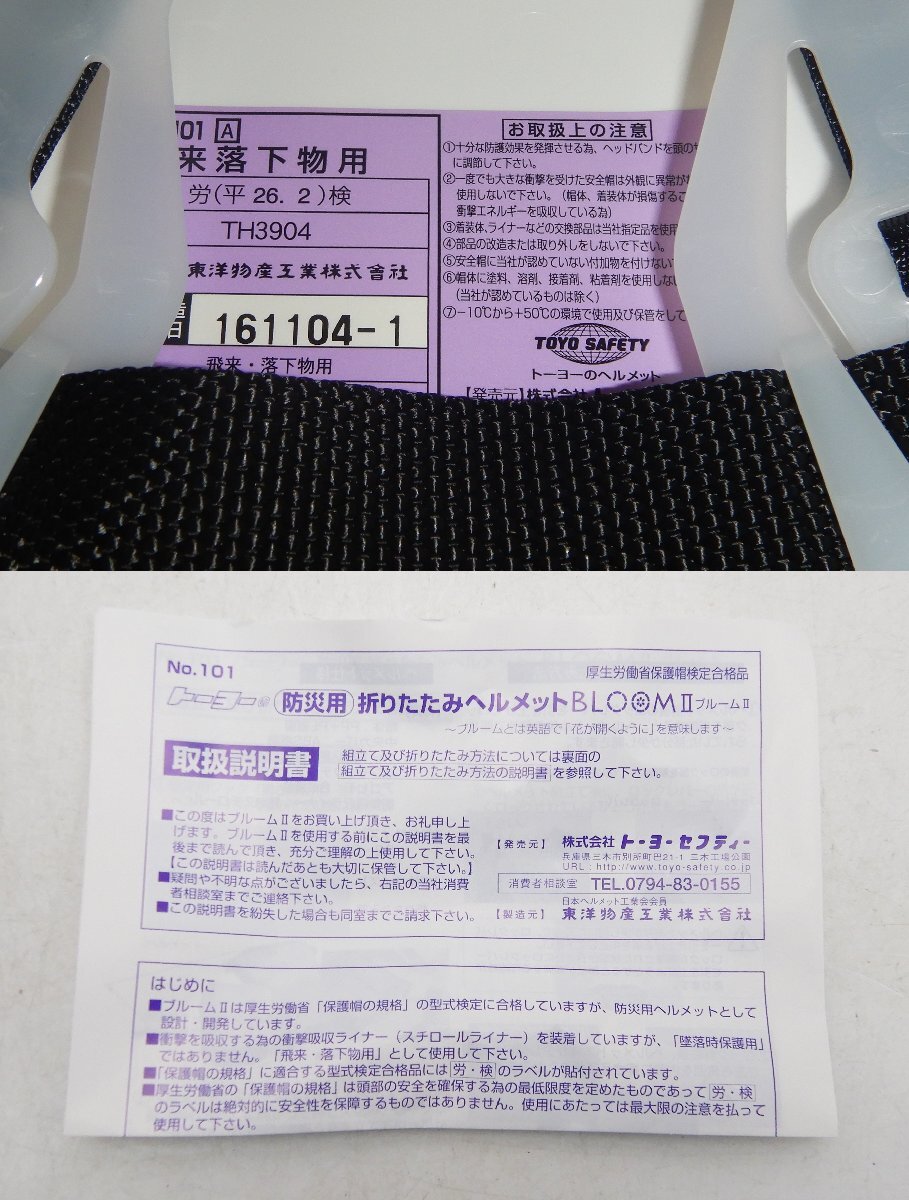 101 A
来落下物用
労(平 26. 2)検
TH3904
東洋物産工業株式會社
日 161104-1
飛来・落下物用
お取扱上の注意
①十分な防護効果を発揮させる為、ヘッドバンドを頭の
に調節して下さい。
②一度でも大きな衝撃を受けた安全帽は外観に異常が
使用しないで下さい。(帽体、着装体が損傷するこ
衝撃エネルギーを吸収している為)
③着装体、ライナーなどの交換部品は当社指定品を使用
④部品の改造または取り外しをしないで下さい。
⑤安全帽に当社が認めていない付加物を付けない
⑥帽体に塗料、溶剤、接着剤、粘着剤を使用しな
(当社が認めているものは除く)
⑦−10℃から+50℃の環境で使用及び保管をして
TOYO SAFETY
トーヨーのヘルメット
【発売元】株式会社
No.101
厚生労働省保護帽検定合格品
トーヨー 防災用 折りたたみヘルメットBLOOMⅡブルームⅡ
～ブルームとは英語で「花が開くように」を意味します～
取扱説明書
組立て及び折りたたみ方法については裏面の
組立て及び折りたたみ方法の説明書を参照して下さい。
■この度はブルームⅡをお買い上げ頂き、お礼申し上
げます。ブルームⅡを使用する前にこの説明書を最
後まで読んで頂き、充分ご理解の上使用して下さい。
【この説明書は読んだあとも大切に保管して下さい。】
■疑問や不明な点がございましたら、右記の当社消費
者相談室までご連絡下さい。
■この説明書を紛失した場合も同室までご請求下さい。
【発売元】 株式会社 トーヨーセフティー
兵庫県三木市別所町巴21-1 三木工場公園
URL : http://www.toyo-safety.co.jp
消費者相談室 TEL.0794-83-0155
日本ヘルメット工業会会員
【製造元】 東洋物産工業株式會社
はじめに
■ブルームⅡは厚生労働省「保護帽の規格」の型式検定に合格していますが、防災用ヘルメットとして
設計・開発しています。
■衝撃を吸収する為の衝撃吸収ライナー(スチロールライナー)を装着していますが、「墜落時保護用」
ではありません。「飛来・落下物用」として使用して下さい。
■「保護帽の規格」に適合する型式検定合格品には 労・検 のラベルが貼付されています。
■厚生労働省の「保護帽の規格」は頭部の安全を確保する為の最低限度を定めたものであって 労・検
のラベルは絶対的に安全性を保障するものではありません。使用にあたっては最大限の注意を払って
使用して下さい。